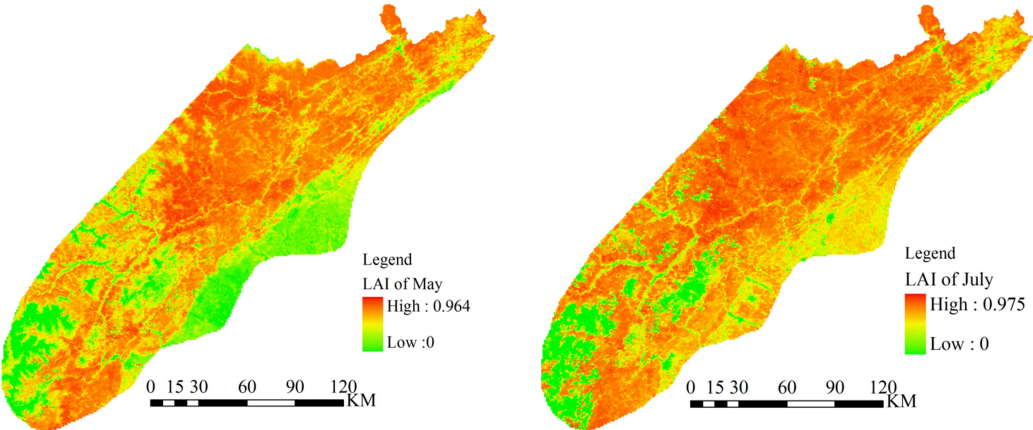 Legend
LAI of May
High : 0.964
Low :0
0 15 30 60 90 120
KM
Legend
LAI of July
High : 0.975
Low : 0
0 15 30 60 90 120
KM